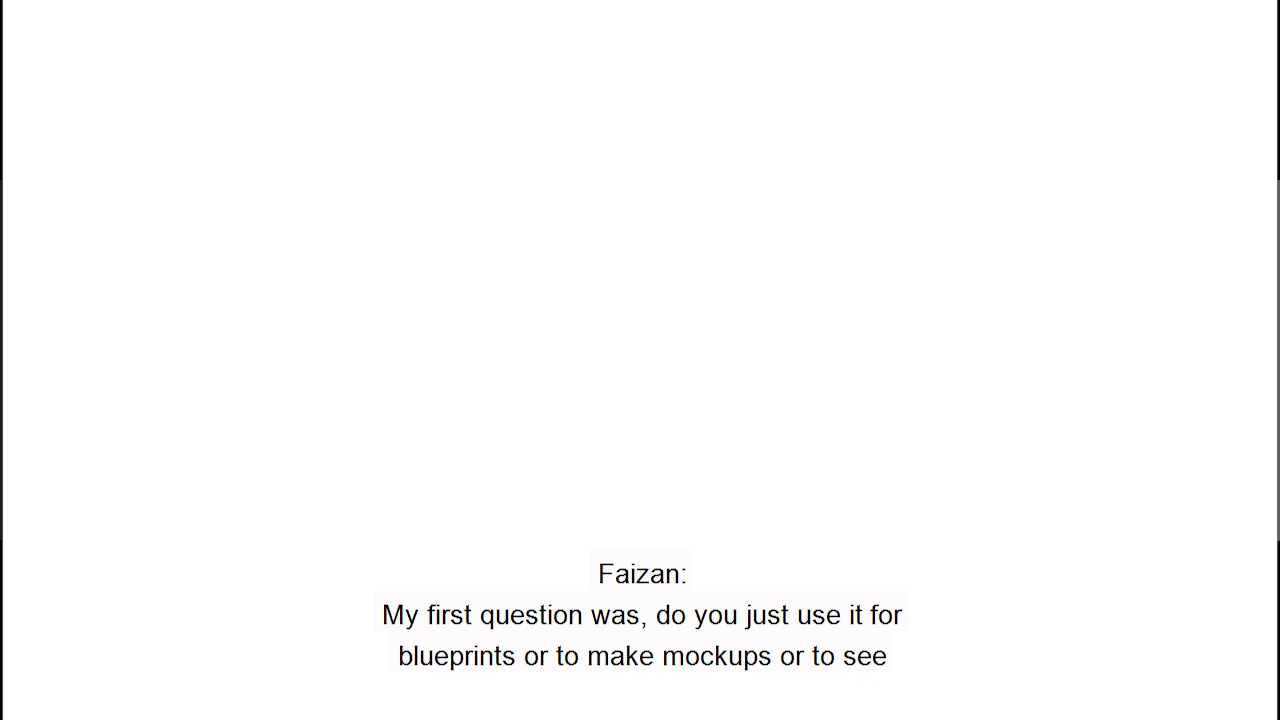 Faizan:
My first question was, do you just use it for
blueprints or to make mockups or to see